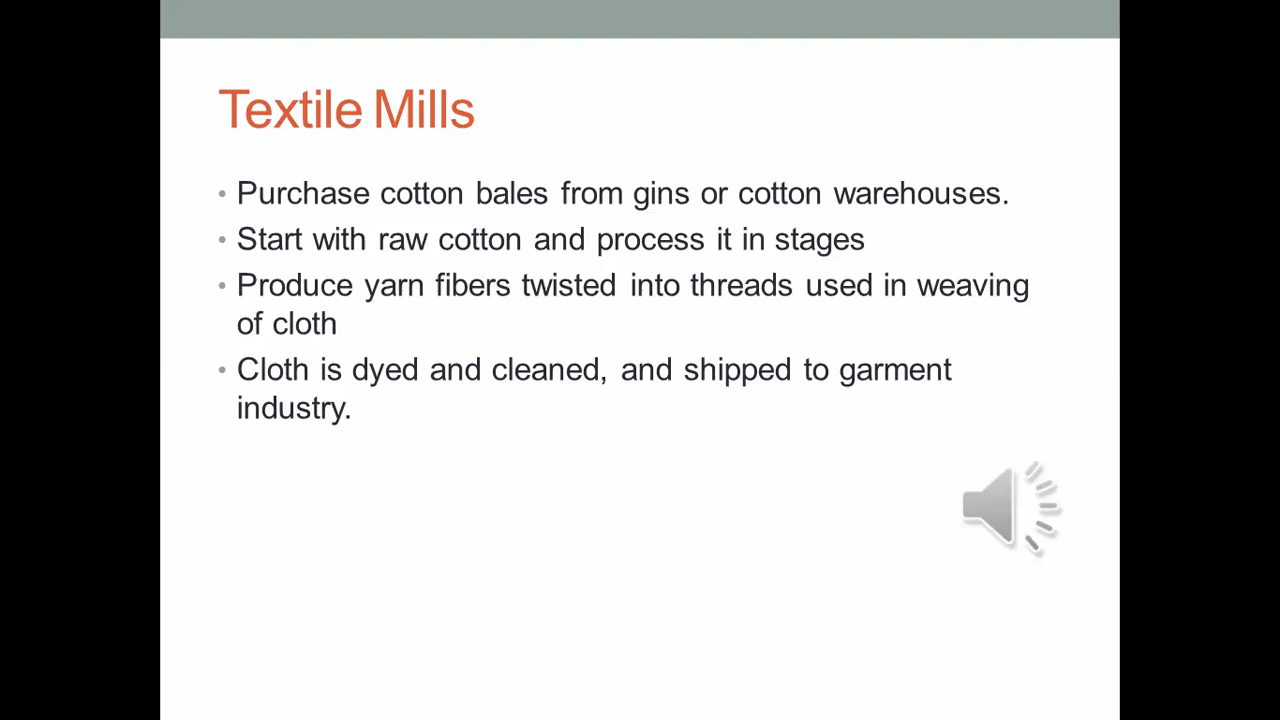 Textile Mills
• Purchase cotton bales from gins or cotton warehouses.
• Start with raw cotton and process it in stages
• Produce yarn fibers twisted into threads used in weaving
of cloth
• Cloth is dyed and cleaned, and shipped to garment
industry.